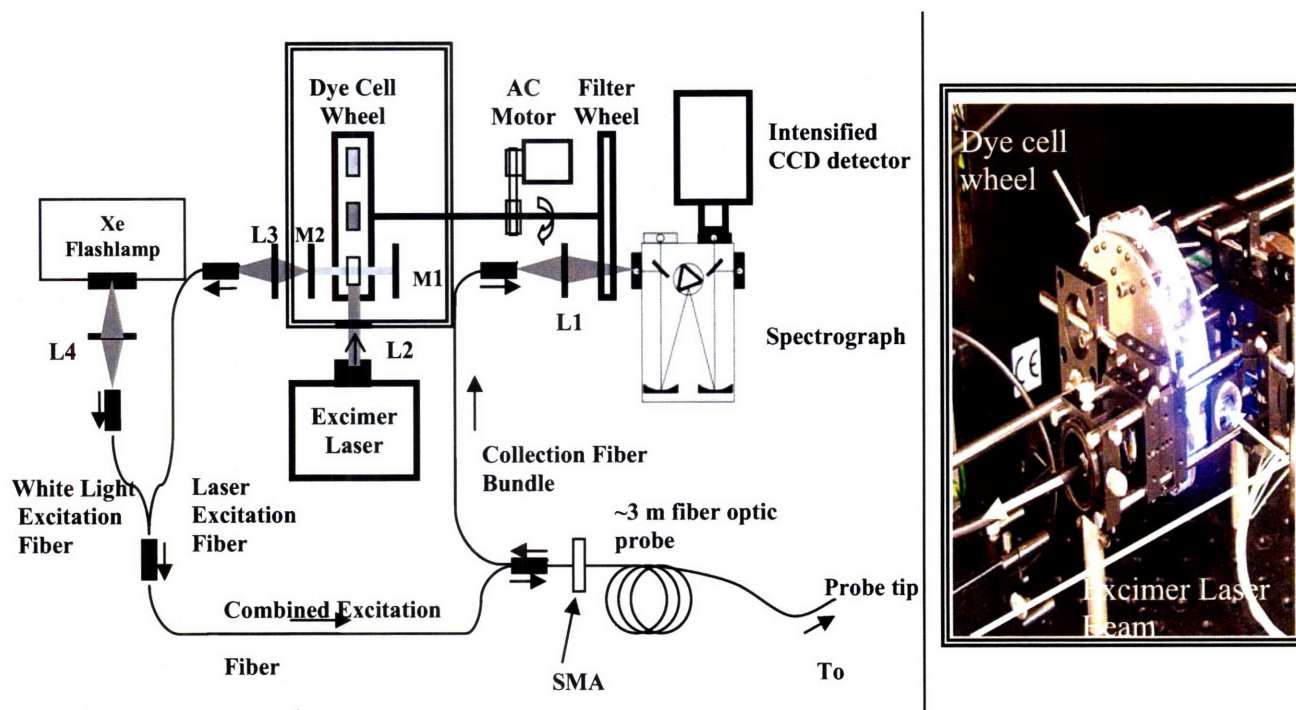 Dye Cell
Wheel
AC
Motor
Filter
Wheel
Intensified
CCD detector
Xe
Flashlamp
L3
M2
M1
L1
L4
L2
Spectrograph
Excimer
Laser
Collection Fiber
Bundle
White Light
Excitation
Fiber
Laser
Excitation
Fiber
~3 m fiber optic
probe
Combined Excitation
Fiber
Probe tip
SMA
To
Dye cell
wheel
CE
Excimer Laser
Beam